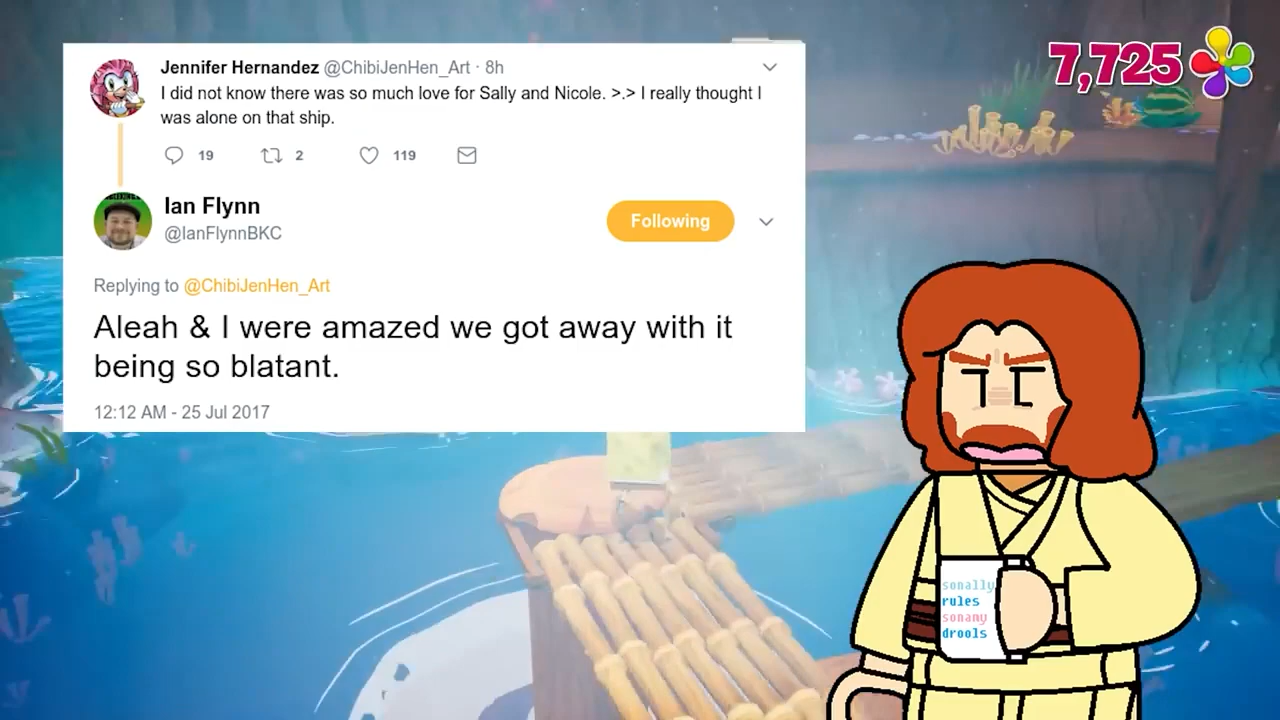 7,725
Jennifer Hernandez @ChibiJenHen_Art · 8h
I did not know there was so much love for Sally and Nicole. >.> I really thought I
was alone on that ship.
19 2 119
Ian Flynn
@IanFlynnBKC
Following
Replying to @ChibiJenHen_Art
Aleah & I were amazed we got away with it
being so blatant.
12:12 AM - 25 Jul 2017
sonally
rules
sonamy
drools